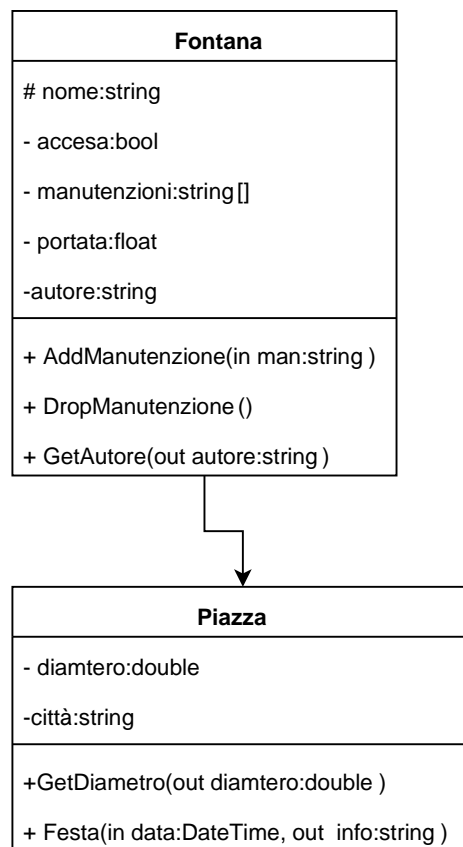 Fontana
# nome:string
- accesa:bool
- manutenzioni:string[]
- portata:float
-autore:string
+ AddManutenzione(in man:string )
+ DropManutenzione()
+ GetAutore(out autore:string )
Piazza
- diamtero:double
-città:string
+GetDiametro(out diamtero:double )
+ Festa(in data:DateTime, out info:string )